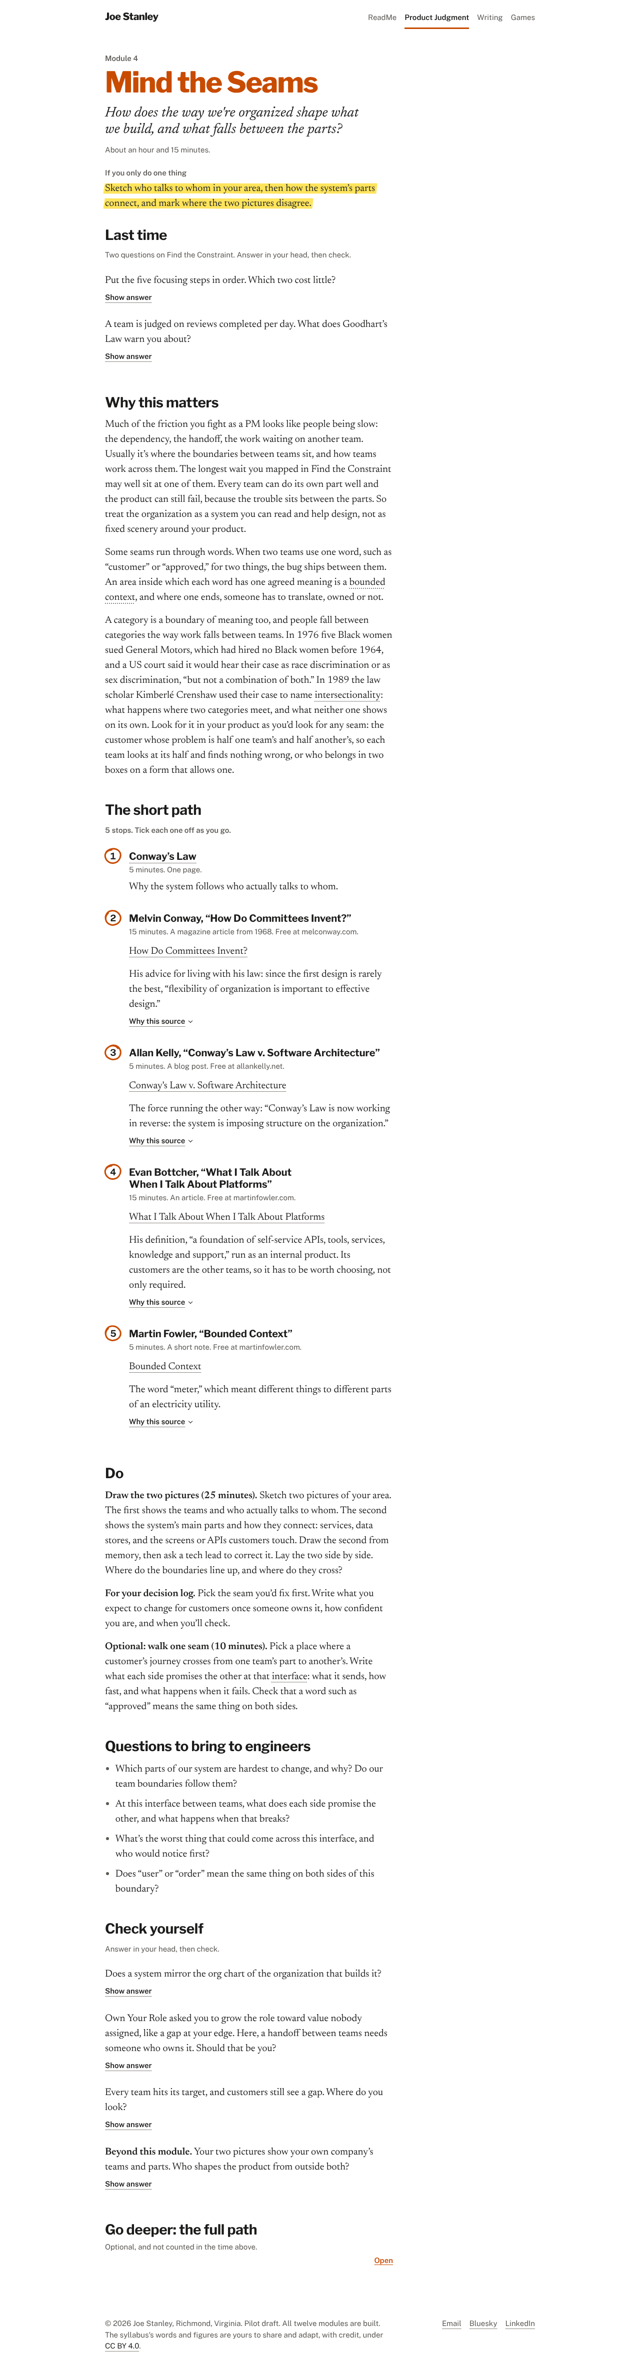 Joe Stanley
ReadMe Product Judgment Writing Games
Module 4
Mind the Seams
How does the way we're organized shape what
we build, and what falls between the parts?
About an hour and 15 minutes.
If you only do one thing
Sketch who talks to whom in your area, then how the system's parts
connect, and mark where the two pictures disagree.
Last time
Two questions on Find the Constraint. Answer in your head, then check.
Put the five focusing steps in order. Which two cost little?
Show answer
A team is judged on reviews completed per day. What does Goodhart's
Law warn you about?
Show answer
Why this matters
Much of the friction you fight as a PM looks like people being slow:
the dependency, the handoff, the work waiting on another team.
Usually it's where the boundaries between teams sit, and how teams
work across them. The longest wait you mapped in Find the Constraint
may well sit at one of them. Every team can do its own part well and
the product can still fail, because the trouble sits between the parts. So
treat the organization as a system you can read and help design, not as
fixed scenery around your product.
Some seams run through words. When two teams use one word, such as
“customer” or “approved,” for two things, the bug ships between them.
An area inside which each word has one agreed meaning is a bounded
context, and where one ends, someone has to translate, owned or not.
A category is a boundary of meaning too, and people fall between
categories the way work falls between teams. In 1976 five Black women
sued General Motors, which had hired no Black women before 1964,
and a US court said it would hear their case as race discrimination or as
sex discrimination, “but not a combination of both.” In 1989 the law
scholar Kimberlé Crenshaw used their case to name intersectionality:
what happens where two categories meet, and what neither one shows
on its own. Look for it in your product as you'd look for any seam: the
customer whose problem is half one team's and half another's, so each
team looks at its half and finds nothing wrong, or who belongs in two
boxes on a form that allows one.
The short path
5 stops. Tick each one off as you go.
1 Conway's Law
5 minutes. One page.
Why the system follows who actually talks to whom.
2 Melvin Conway, “How Do Committees Invent?”
15 minutes. A magazine article from 1968. Free at melconway.com.
How Do Committees Invent?
His advice for living with his law: since the first design is rarely
the best, “flexibility of organization is important to effective
design.”
Why this source
3 Allan Kelly, “Conway's Law v. Software Architecture”
5 minutes. A blog post. Free at allankelly.net.
Conway's Law v. Software Architecture
The force running the other way: “Conway's Law is now working
in reverse: the system is imposing structure on the organization.”
Why this source
4 Evan Bottcher, “What I Talk About
When I Talk About Platforms”
15 minutes. An article. Free at martinfowler.com.
What I Talk About When I Talk About Platforms
His definition, “a foundation of self-service APIs, tools, services,
knowledge and support,” run as an internal product. Its
customers are the other teams, so it has to be worth choosing, not
only required.
Why this source
5 Martin Fowler, “Bounded Context”
5 minutes. A short note. Free at martinfowler.com.
Bounded Context
The word “meter,” which meant different things to different parts
of an electricity utility.
Why this source
Do
Draw the two pictures (25 minutes). Sketch two pictures of your area.
The first shows the teams and who actually talks to whom. The second
shows the system's main parts and how they connect: services, data
stores, and the screens or APIs customers touch. Draw the second from
memory, then ask a tech lead to correct it. Lay the two side by side.
Where do the boundaries line up, and where do they cross?
For your decision log. Pick the seam you'd fix first. Write what you
expect to change for customers once someone owns it, how confident
you are, and when you'll check.
Optional: walk one seam (10 minutes). Pick a place where a
customer's journey crosses from one team's part to another's. Write
what each side promises the other at that interface: what it sends, how
fast, and what happens when it fails. Check that a word such as
“approved” means the same thing on both sides.
Questions to bring to engineers
• Which parts of our system are hardest to change, and why? Do our
team boundaries follow them?
• At this interface between teams, what does each side promise the
other, and what happens when that breaks?
• What's the worst thing that could come across this interface, and
who would notice first?
• Does “user” or “order” mean the same thing on both sides of this
boundary?
Check yourself
Answer in your head, then check.
Does a system mirror the org chart of the organization that builds it?
Show answer
Own Your Role asked you to grow the role toward value nobody
assigned, like a gap at your edge. Here, a handoff between teams needs
someone who owns it. Should that be you?
Show answer
Every team hits its target, and customers still see a gap. Where do you
look?
Show answer
Beyond this module. Your two pictures show your own company's
teams and parts. Who shapes the product from outside both?
Show answer
Go deeper: the full path
Optional, and not counted in the time above.
Open
© 2026 Joe Stanley, Richmond, Virginia. Pilot draft. All twelve modules are built.
The syllabus's words and figures are yours to share and adapt, with credit, under
CC BY 4.0.
Email Bluesky LinkedIn